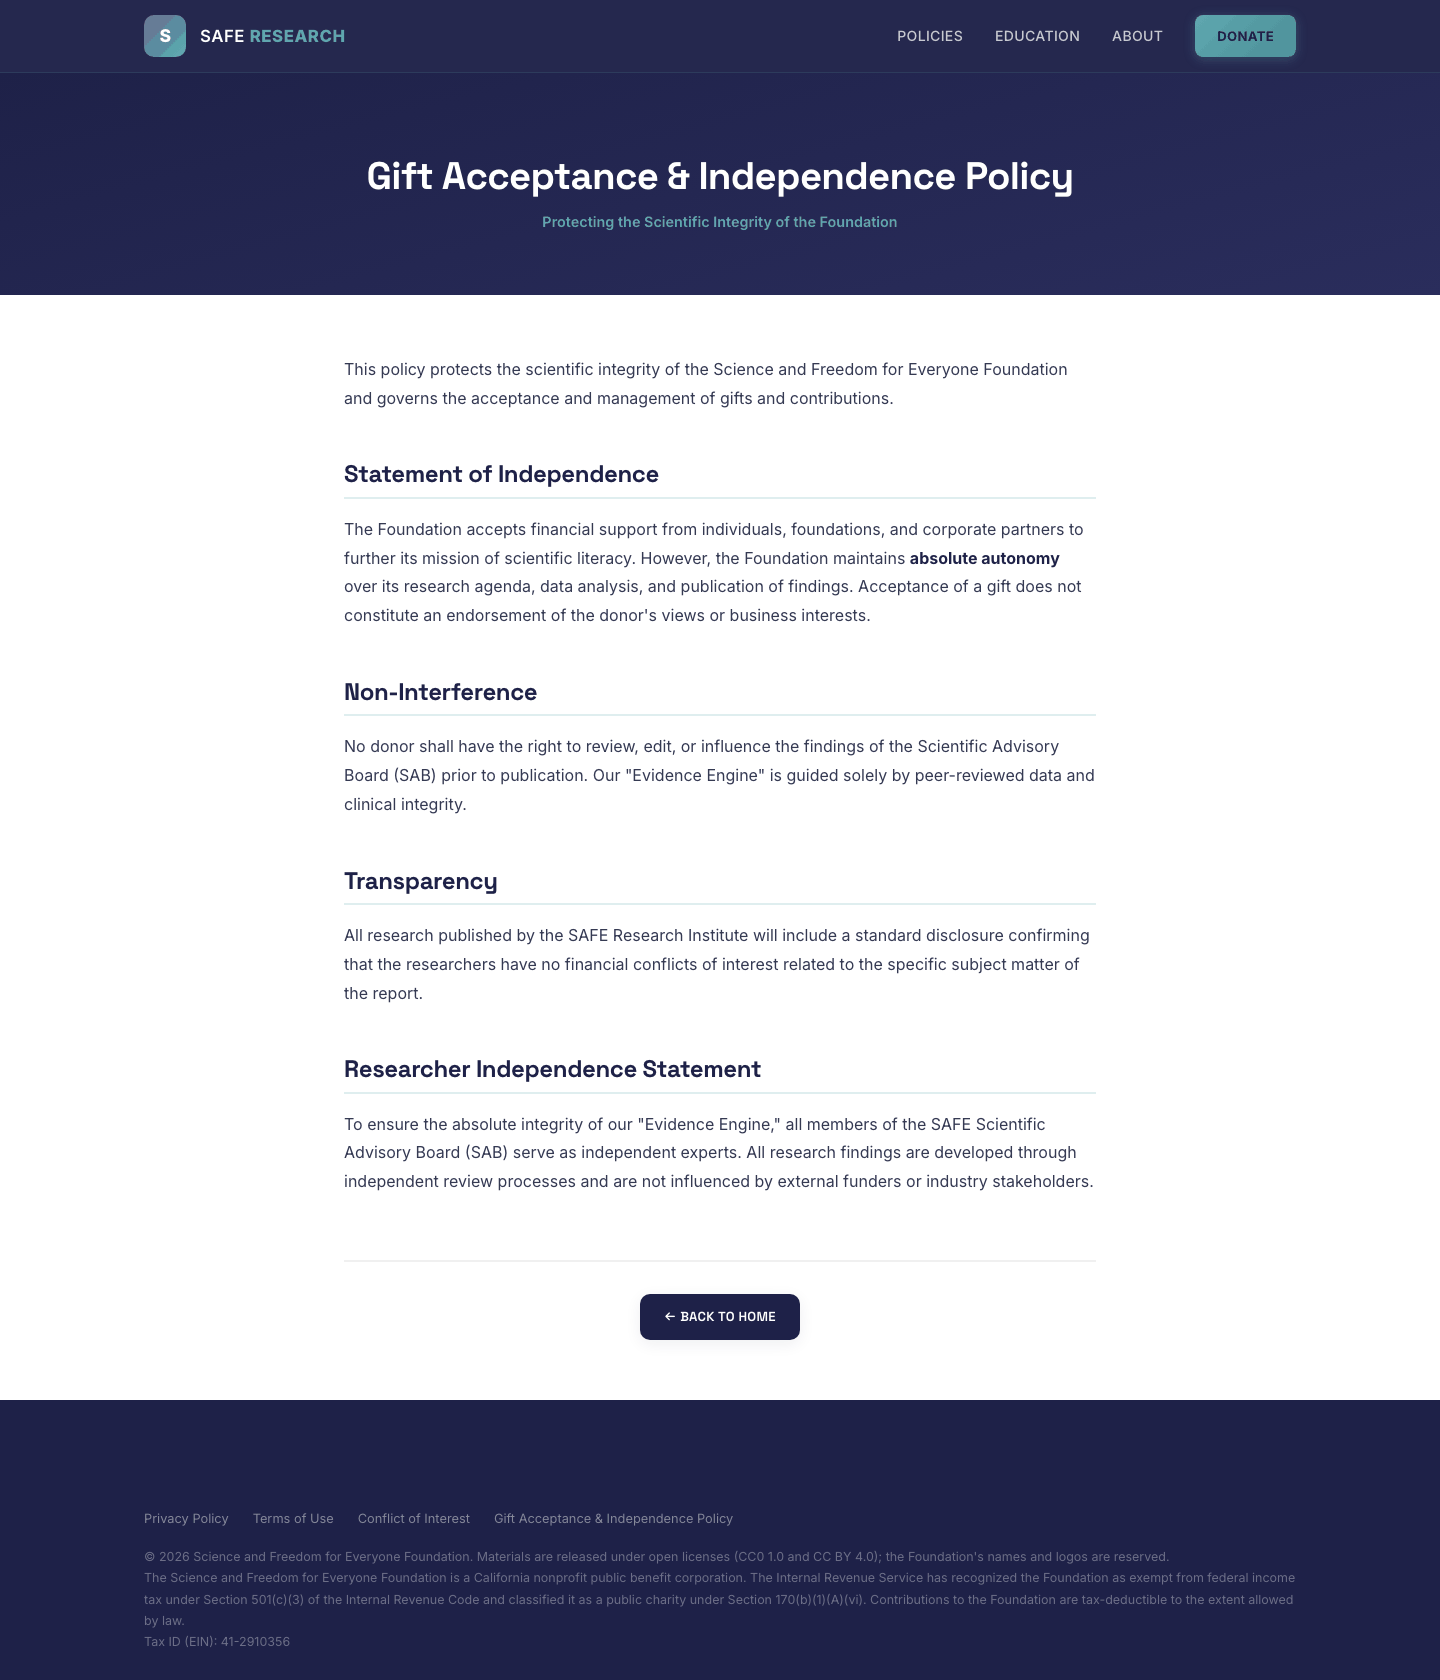 S SAFE RESEARCH
POLICIES EDUCATION ABOUT DONATE
Gift Acceptance & Independence Policy
Protecting the Scientific Integrity of the Foundation
This policy protects the scientific integrity of the Science and Freedom for Everyone Foundation
and governs the acceptance and management of gifts and contributions.
Statement of Independence
The Foundation accepts financial support from individuals, foundations, and corporate partners to
further its mission of scientific literacy. However, the Foundation maintains absolute autonomy
over its research agenda, data analysis, and publication of findings. Acceptance of a gift does not
constitute an endorsement of the donor's views or business interests.
Non-Interference
No donor shall have the right to review, edit, or influence the findings of the Scientific Advisory
Board (SAB) prior to publication. Our "Evidence Engine" is guided solely by peer-reviewed data and
clinical integrity.
Transparency
All research published by the SAFE Research Institute will include a standard disclosure confirming
that the researchers have no financial conflicts of interest related to the specific subject matter of
the report.
Researcher Independence Statement
To ensure the absolute integrity of our "Evidence Engine," all members of the SAFE Scientific
Advisory Board (SAB) serve as independent experts. All research findings are developed through
independent review processes and are not influenced by external funders or industry stakeholders.
← BACK TO HOME
Privacy Policy Terms of Use Conflict of Interest Gift Acceptance & Independence Policy
© 2026 Science and Freedom for Everyone Foundation. Materials are released under open licenses (CC0 1.0 and CC BY 4.0); the Foundation's names and logos are reserved.
The Science and Freedom for Everyone Foundation is a California nonprofit public benefit corporation. The Internal Revenue Service has recognized the Foundation as exempt from federal income
tax under Section 501(c)(3) of the Internal Revenue Code and classified it as a public charity under Section 170(b)(1)(A)(vi). Contributions to the Foundation are tax-deductible to the extent allowed
by law.
Tax ID (EIN): 41-2910356